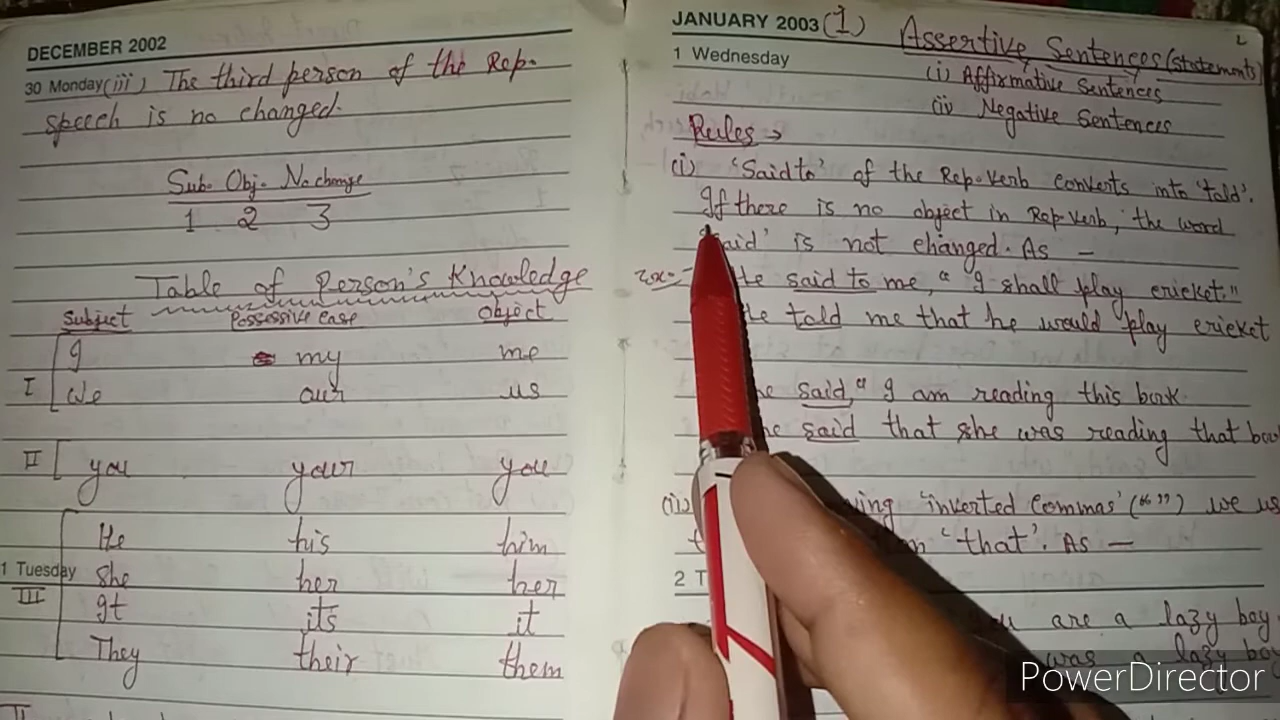 DECEMBER 2002
30 Monday (iii) The third person of the Rep.
speech is no changed.
Sub. Obj. No change
1 2 3
Table of Person's Knowledge
Subject Possessive case Object
I my me
I We our us
II you your you
He his him
1 Tuesday She her her
III It its it
They their them
JANUARY 2003 (1) Assertive Sentences (Statements) 2
1 Wednesday (i) Affirmative Sentences
(ii) Negative Sentences
Rules →
(i) 'Said to' of the Rep. verb converts into 'told'.
If there is no object in Rep. verb, the word
'Said' is not changed. As —
said to me, " I shall play cricket."
told me that he would play cricket
said, " I am reading this book.
said that she was reading that
(ii) 'inverted commas' (" ") we
'that'. As —
2
are a lazy boy.
was a lazy boy
PowerDirector